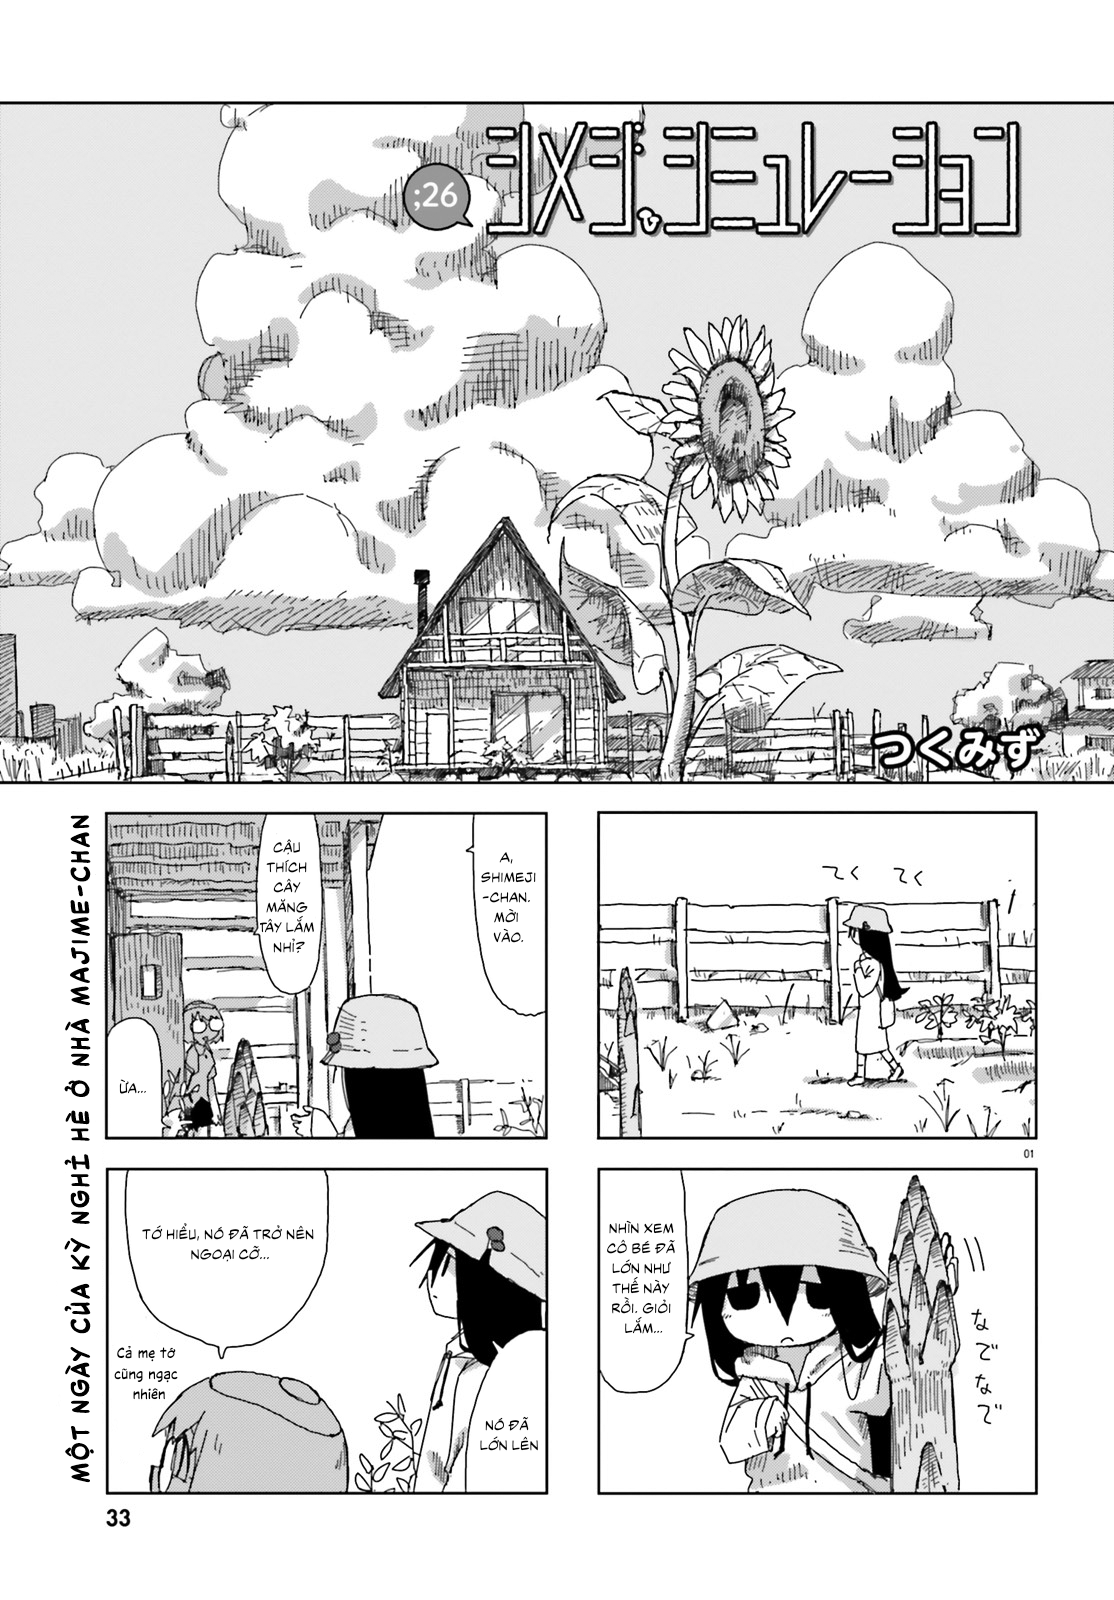 シメジシミュレーション
;26
つくみず
MỘT NGÀY CỦA KỲ NGHỈ HÈ Ở NHÀ MAJIME-CHAN
てく てく
01
NHÌN XEM
CÔ BÉ ĐÃ
LỚN NHƯ
THẾ NÀY
RỒI. GIỎI
LẮM...
なでなで
A,
SHIMEJI
-CHAN.
MỜI
VÀO.
CẬU
THÍCH
CÂY
MĂNG
TÂY LẮM
NHỈ?
ỪA...
NÓ ĐÃ
LỚN LÊN
TỚ HIỂU, NÓ ĐÃ TRỞ NÊN
NGOẠI CỠ...
Cả mẹ tớ
cũng ngạc
nhiên
33